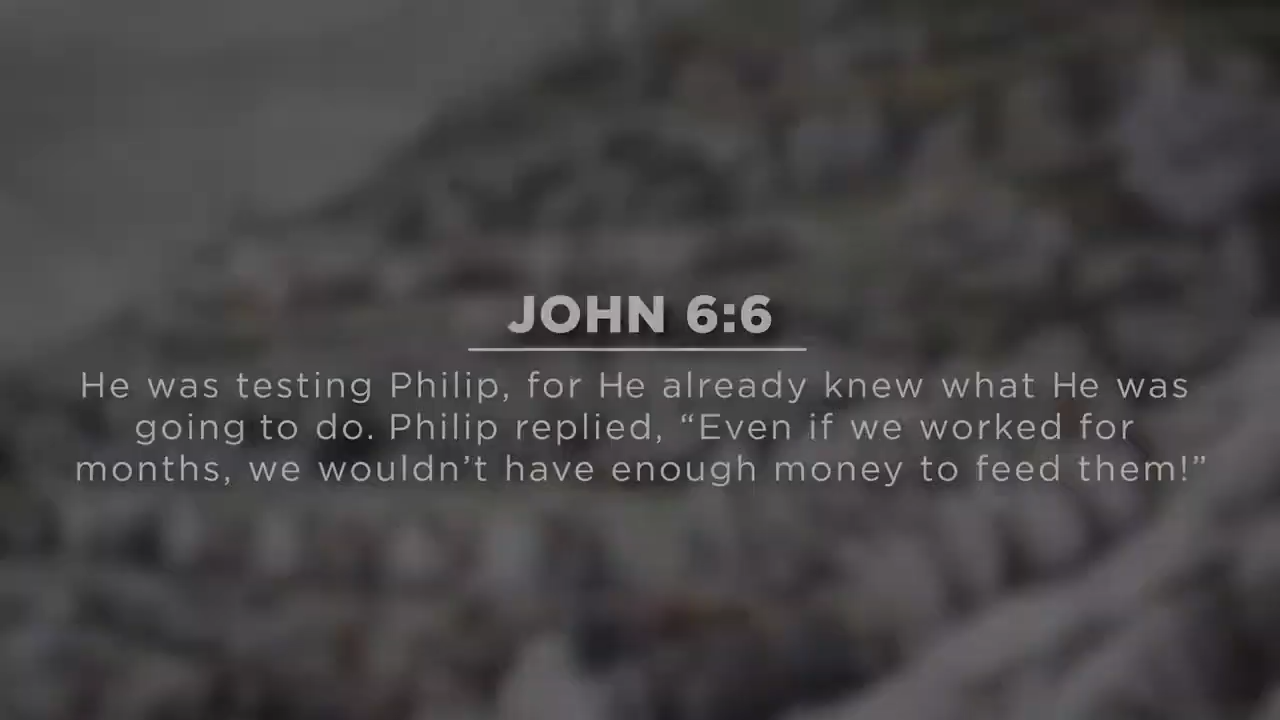 JOHN 6:6
He was testing Philip, for He already knew what He was
going to do. Philip replied, “Even if we worked for
months, we wouldn’t have enough money to feed them!”